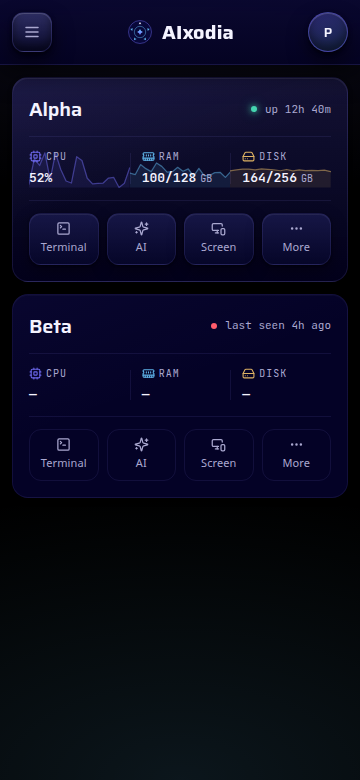 AIxodia
P
Alpha
up 12h 40m
CPU RAM DISK
52% 100/128 GB 164/256 GB
Terminal AI Screen More
Beta
last seen 4h ago
CPU RAM DISK
— — —
Terminal AI Screen More